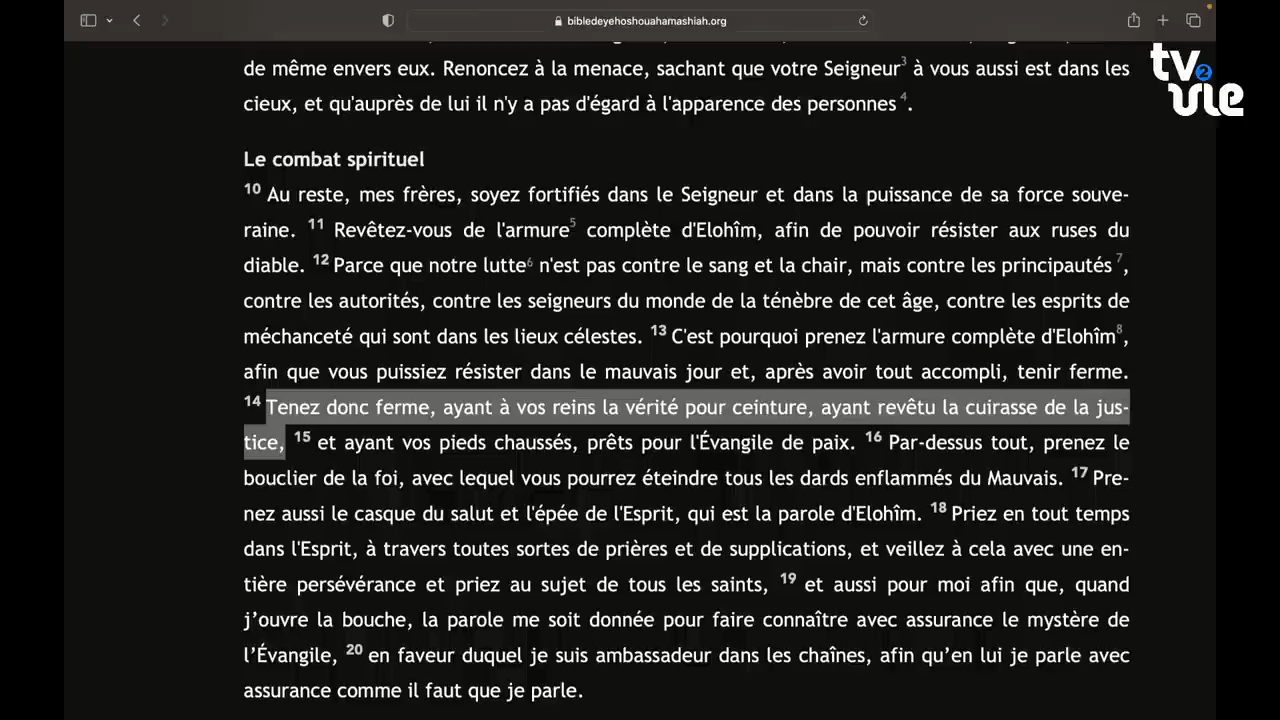 bibledeyehoshouahamashiah.org
tv2vie
de même envers eux. Renoncez à la menace, sachant que votre Seigneur³ à vous aussi est dans les
cieux, et qu'auprès de lui il n'y a pas d'égard à l'apparence des personnes⁴.
Le combat spirituel
¹⁰ Au reste, mes frères, soyez fortifiés dans le Seigneur et dans la puissance de sa force souve-
raine. ¹¹ Revêtez-vous de l'armure⁵ complète d'Elohîm, afin de pouvoir résister aux ruses du
diable. ¹² Parce que notre lutte⁶ n'est pas contre le sang et la chair, mais contre les principautés⁷,
contre les autorités, contre les seigneurs du monde de la ténèbre de cet âge, contre les esprits de
méchanceté qui sont dans les lieux célestes. ¹³ C'est pourquoi prenez l'armure complète d'Elohîm⁸,
afin que vous puissiez résister dans le mauvais jour et, après avoir tout accompli, tenir ferme.
¹⁴ Tenez donc ferme, ayant à vos reins la vérité pour ceinture, ayant revêtu la cuirasse de la jus-
tice, ¹⁵ et ayant vos pieds chaussés, prêts pour l'Évangile de paix. ¹⁶ Par-dessus tout, prenez le
bouclier de la foi, avec lequel vous pourrez éteindre tous les dards enflammés du Mauvais. ¹⁷ Pre-
nez aussi le casque du salut et l'épée de l'Esprit, qui est la parole d'Elohîm. ¹⁸ Priez en tout temps
dans l'Esprit, à travers toutes sortes de prières et de supplications, et veillez à cela avec une en-
tière persévérance et priez au sujet de tous les saints, ¹⁹ et aussi pour moi afin que, quand
j’ouvre la bouche, la parole me soit donnée pour faire connaître avec assurance le mystère de
l’Évangile, ²⁰ en faveur duquel je suis ambassadeur dans les chaînes, afin qu’en lui je parle avec
assurance comme il faut que je parle.